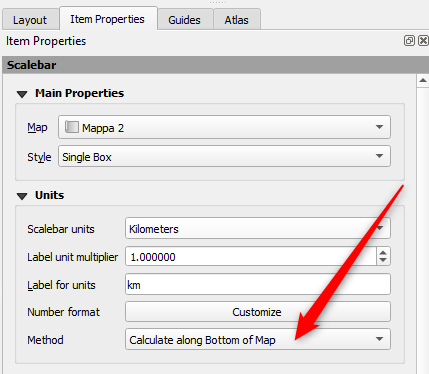 Layout Item Properties Guides Atlas
Item Properties
Scalebar
Main Properties
Map Mappa 2
Style Single Box
Units
Scalebar units Kilometers
Label unit multiplier 1.000000
Label for units km
Number format Customize
Method Calculate along Bottom of Map